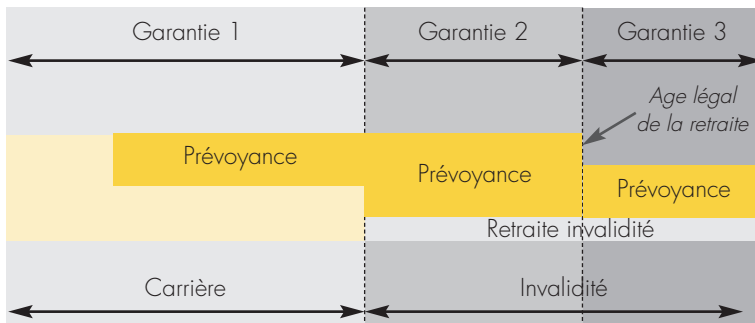 Garantie 1
Garantie 2
Garantie 3
Age légal
de la retraite
Prévoyance
Prévoyance
Prévoyance
Retraite invalidité
Carrière
Invalidité